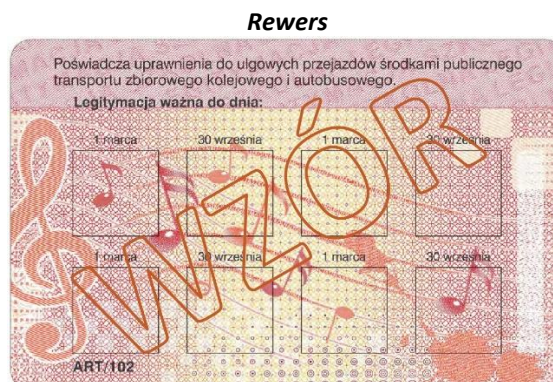 Rewers
Poświadcza uprawnienia do ulgowych przejazdów środkami publicznego
transportu zbiorowego kolejowego i autobusowego.
Legitymacja ważna do dnia:
1 marca 30 września 1 marca 30 września
1 marca 30 września 1 marca 30 września
WZÓR
ART/102